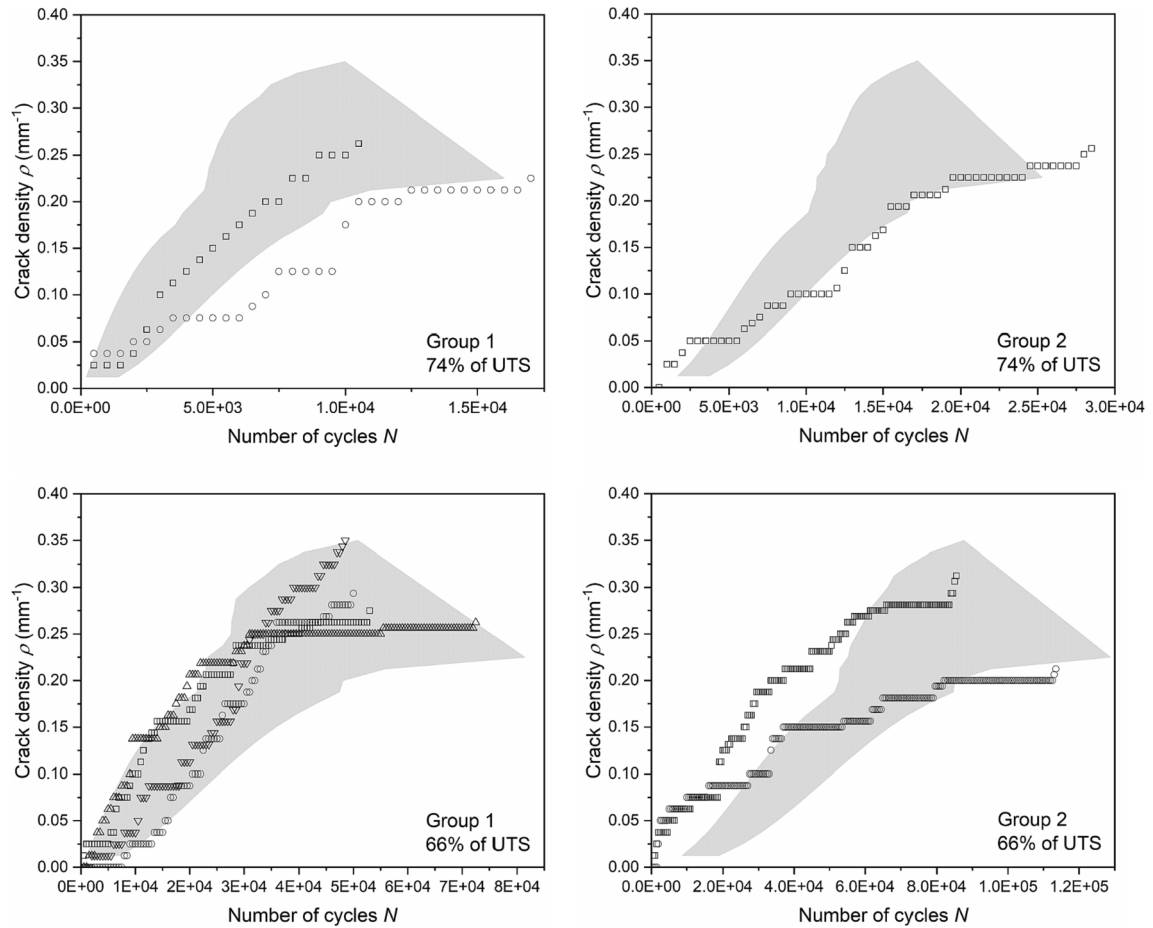 0.40
0.35
0.30
0.25
0.20
0.15
0.10
0.05
0.00
Crack density ρ (mm⁻¹)
Group 1
74% of UTS
0.0E+00 5.0E+03 1.0E+04 1.5E+04
Number of cycles N
0.40
0.35
0.30
0.25
0.20
0.15
0.10
0.05
0.00
Crack density ρ (mm⁻¹)
Group 2
74% of UTS
0.0E+00 5.0E+03 1.0E+04 1.5E+04 2.0E+04 2.5E+04 3.0E+04
Number of cycles N
0.40
0.35
0.30
0.25
0.20
0.15
0.10
0.05
0.00
Crack density ρ (mm⁻¹)
Group 1
66% of UTS
0E+00 1E+04 2E+04 3E+04 4E+04 5E+04 6E+04 7E+04 8E+04
Number of cycles N
0.40
0.35
0.30
0.25
0.20
0.15
0.10
0.05
0.00
Crack density ρ (mm⁻¹)
Group 2
66% of UTS
0.0E+00 2.0E+04 4.0E+04 6.0E+04 8.0E+04 1.0E+05 1.2E+05
Number of cycles N